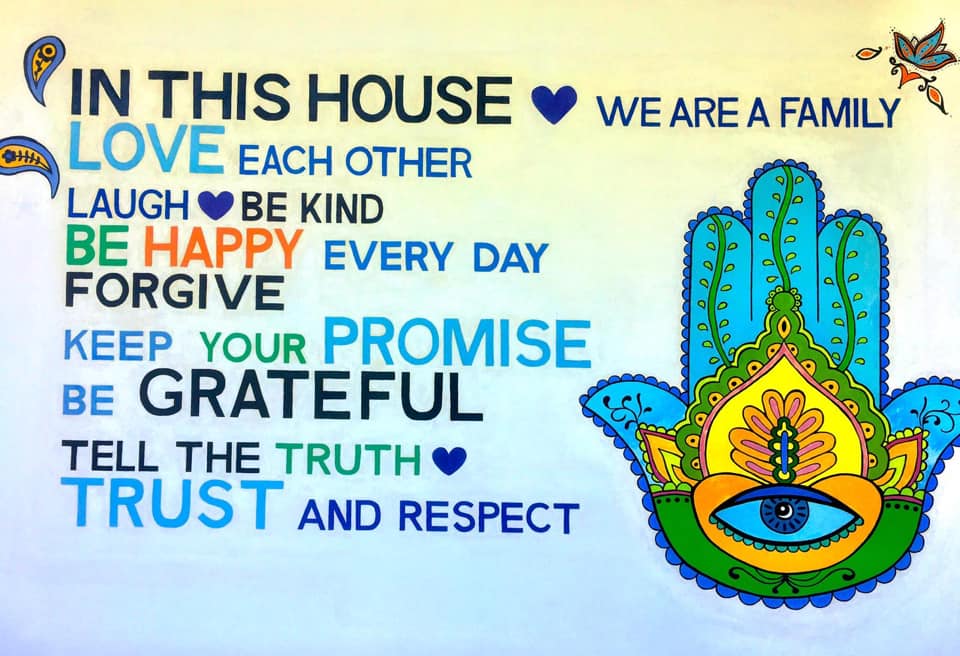 IN THIS HOUSE WE ARE A FAMILY
LOVE EACH OTHER
LAUGH BE KIND
BE HAPPY EVERY DAY
FORGIVE
KEEP YOUR PROMISE
BE GRATEFUL
TELL THE TRUTH
TRUST AND RESPECT